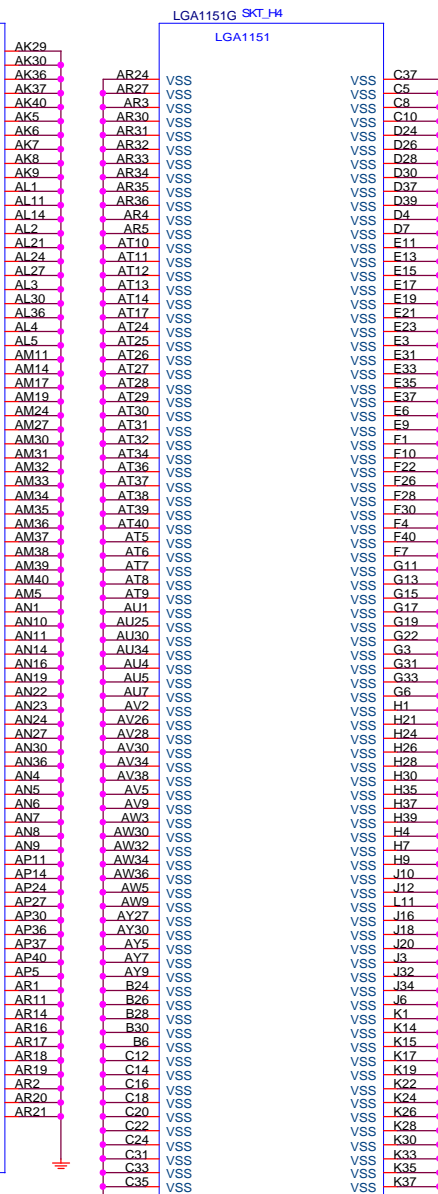 LGA1151G SKT_H4
LGA1151
AK29
AK30
AK36
AK37
AK40
AK5
AK6
AK7
AK8
AK9
AL1
AL11
AL14
AL2
AL21
AL24
AL27
AL3
AL30
AL36
AL4
AL5
AM11
AM14
AM17
AM19
AM24
AM27
AM30
AM31
AM32
AM33
AM34
AM35
AM36
AM37
AM38
AM39
AM40
AM5
AN1
AN10
AN11
AN14
AN16
AN19
AN22
AN23
AN24
AN27
AN30
AN36
AN4
AN5
AN6
AN7
AN8
AN9
AP11
AP14
AP24
AP27
AP30
AP36
AP37
AP40
AP5
AR1
AR11
AR14
AR16
AR17
AR18
AR19
AR2
AR20
AR21
AR24 VSS VSS C37
AR27 VSS VSS C5
AR3 VSS VSS C8
AR30 VSS VSS C10
AR31 VSS VSS D24
AR32 VSS VSS D26
AR33 VSS VSS D28
AR34 VSS VSS D30
AR35 VSS VSS D37
AR36 VSS VSS D39
AR4 VSS VSS D4
AR5 VSS VSS D7
AT10 VSS VSS E11
AT11 VSS VSS E13
AT12 VSS VSS E15
AT13 VSS VSS E17
AT14 VSS VSS E19
AT17 VSS VSS E21
AT24 VSS VSS E23
AT25 VSS VSS E3
AT26 VSS VSS E31
AT27 VSS VSS E33
AT28 VSS VSS E35
AT29 VSS VSS E37
AT30 VSS VSS E6
AT31 VSS VSS E9
AT32 VSS VSS F1
AT34 VSS VSS F10
AT36 VSS VSS F22
AT37 VSS VSS F26
AT38 VSS VSS F28
AT39 VSS VSS F30
AT40 VSS VSS F4
AT5 VSS VSS F40
AT6 VSS VSS F7
AT7 VSS VSS G11
AT8 VSS VSS G13
AT9 VSS VSS G15
AU1 VSS VSS G17
AU25 VSS VSS G19
AU30 VSS VSS G22
AU34 VSS VSS G3
AU4 VSS VSS G31
AU5 VSS VSS G33
AU7 VSS VSS G6
AV2 VSS VSS H1
AV26 VSS VSS H21
AV28 VSS VSS H24
AV30 VSS VSS H26
AV34 VSS VSS H28
AV38 VSS VSS H30
AV5 VSS VSS H35
AV9 VSS VSS H37
AW3 VSS VSS H39
AW30 VSS VSS H4
AW32 VSS VSS H7
AW34 VSS VSS H9
AW36 VSS VSS J10
AW5 VSS VSS J12
AW9 VSS VSS L11
AY27 VSS VSS J16
AY30 VSS VSS J18
AY5 VSS VSS J20
AY7 VSS VSS J3
AY9 VSS VSS J32
B24 VSS VSS J34
B26 VSS VSS J6
B28 VSS VSS K1
B30 VSS VSS K14
B6 VSS VSS K15
C12 VSS VSS K17
C14 VSS VSS K19
C16 VSS VSS K22
C18 VSS VSS K24
C20 VSS VSS K26
C22 VSS VSS K28
C24 VSS VSS K30
C31 VSS VSS K33
C33 VSS VSS K35
C35 VSS VSS K37